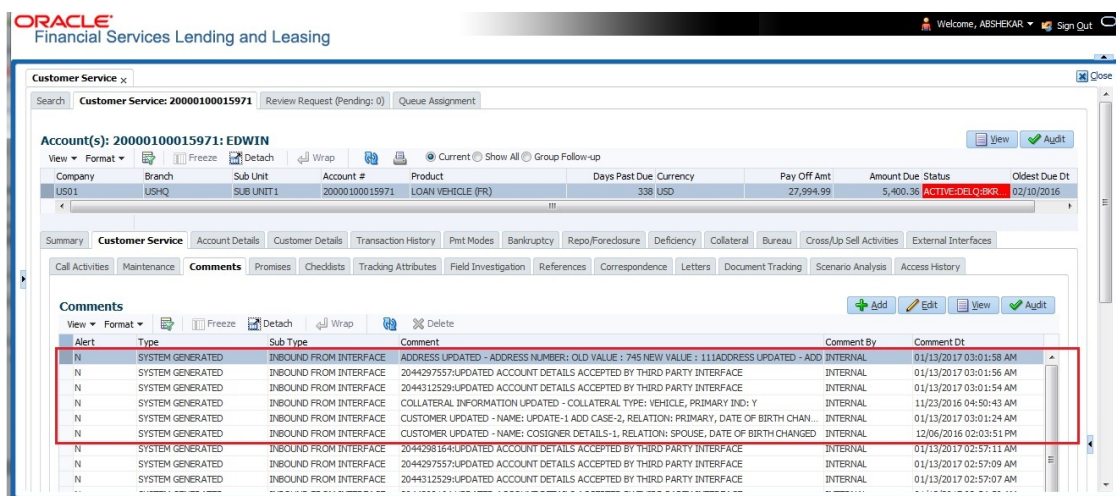 ORACLE®
Financial Services Lending and Leasing
Welcome, ABSHEKAR Sign Out
Customer Service x
Close
Search Customer Service: 20000100015971 Review Request (Pending: 0) Queue Assignment
Account(s): 20000100015971: EDWIN
View Audit
View Format Freeze Detach Wrap Current Show All Group Follow-up
Company Branch Sub Unit Account # Product Days Past Due Currency Pay Off Amt Amount Due Status Oldest Due Dt
US01 USHQ SUB UNIT1 20000100015971 LOAN VEHICLE (FR) 338 USD 27,994.99 5,400.36 ACTIVE:DELQ:BKR... 02/10/2016
Summary Customer Service Account Details Customer Details Transaction History Pmt Modes Bankruptcy Repo/Foreclosure Deficiency Collateral Bureau Cross/Up Sell Activities External Interfaces
Call Activities Maintenance Comments Promises Checklists Tracking Attributes Field Investigation References Correspondence Letters Document Tracking Scenario Analysis Access History
Comments
Add Edit View Audit
View Format Freeze Detach Wrap Delete
Alert Type Sub Type Comment Comment By Comment Dt
N SYSTEM GENERATED INBOUND FROM INTERFACE ADDRESS UPDATED - ADDRESS NUMBER: OLD VALUE : 745 NEW VALUE : 111ADDRESS UPDATED - ADD INTERNAL 01/13/2017 03:01:58 AM
N SYSTEM GENERATED INBOUND FROM INTERFACE 2044297557:UPDATED ACCOUNT DETAILS ACCEPTED BY THIRD PARTY INTERFACE INTERNAL 01/13/2017 03:01:56 AM
N SYSTEM GENERATED INBOUND FROM INTERFACE 2044312529:UPDATED ACCOUNT DETAILS ACCEPTED BY THIRD PARTY INTERFACE INTERNAL 01/13/2017 03:01:54 AM
N SYSTEM GENERATED INBOUND FROM INTERFACE COLLATERAL INFORMATION UPDATED - COLLATERAL TYPE: VEHICLE, PRIMARY IND: Y INTERNAL 11/23/2016 04:50:43 AM
N SYSTEM GENERATED INBOUND FROM INTERFACE CUSTOMER UPDATED - NAME: UPDATE-1 ADD CASE-2, RELATION: PRIMARY, DATE OF BIRTH CHAN... INTERNAL 01/13/2017 03:01:24 AM
N SYSTEM GENERATED INBOUND FROM INTERFACE CUSTOMER UPDATED - NAME: COSIGNER DETAILS-1, RELATION: SPOUSE, DATE OF BIRTH CHANGED INTERNAL 12/06/2016 02:03:51 PM
N SYSTEM GENERATED INBOUND FROM INTERFACE 2044298164:UPDATED ACCOUNT DETAILS ACCEPTED BY THIRD PARTY INTERFACE INTERNAL 01/13/2017 02:57:11 AM
N SYSTEM GENERATED INBOUND FROM INTERFACE 2044297557:UPDATED ACCOUNT DETAILS ACCEPTED BY THIRD PARTY INTERFACE INTERNAL 01/13/2017 02:57:09 AM
N SYSTEM GENERATED INBOUND FROM INTERFACE 2044312529:UPDATED ACCOUNT DETAILS ACCEPTED BY THIRD PARTY INTERFACE INTERNAL 01/13/2017 02:57:07 AM